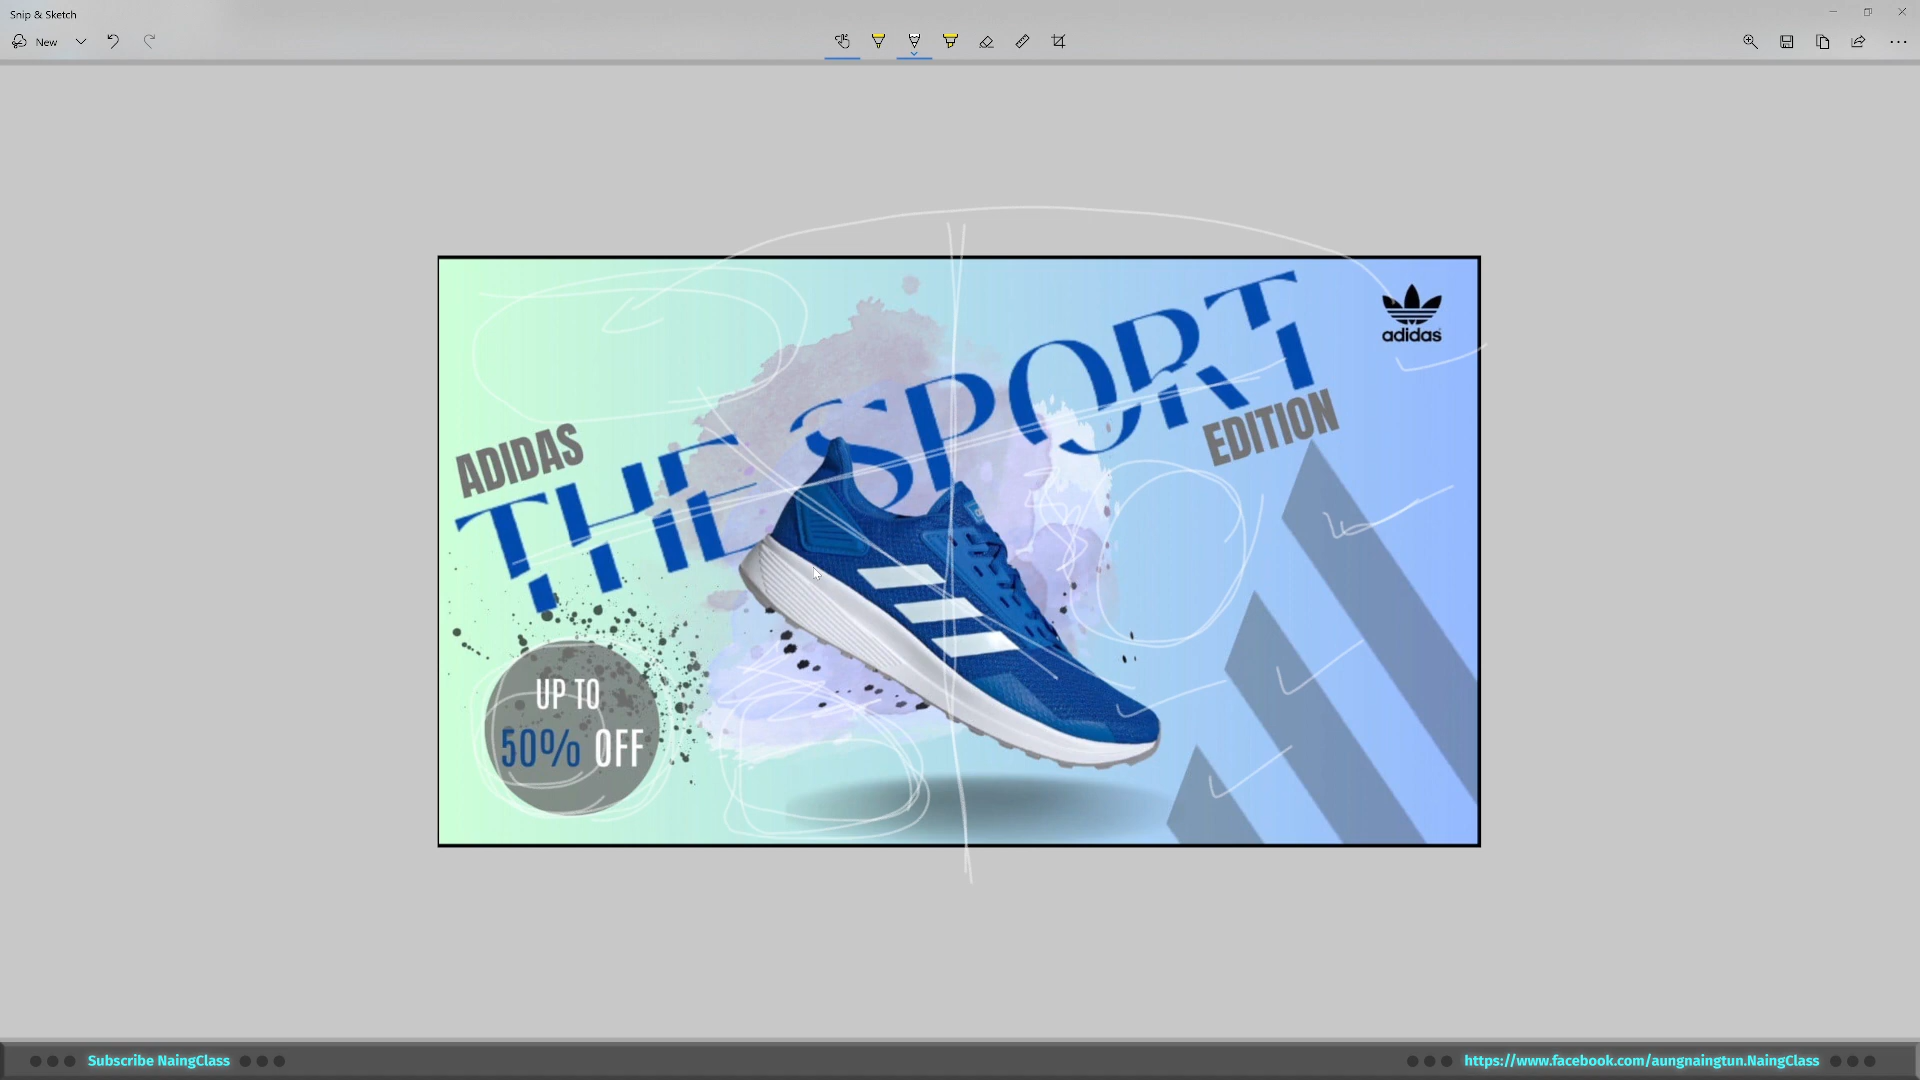 Snip & Sketch
New
adidas
ADIDAS
THE SPORT
EDITION
UP TO
50% OFF
Subscribe NaingClass
https://www.facebook.com/aungnaingtun.NaingClass